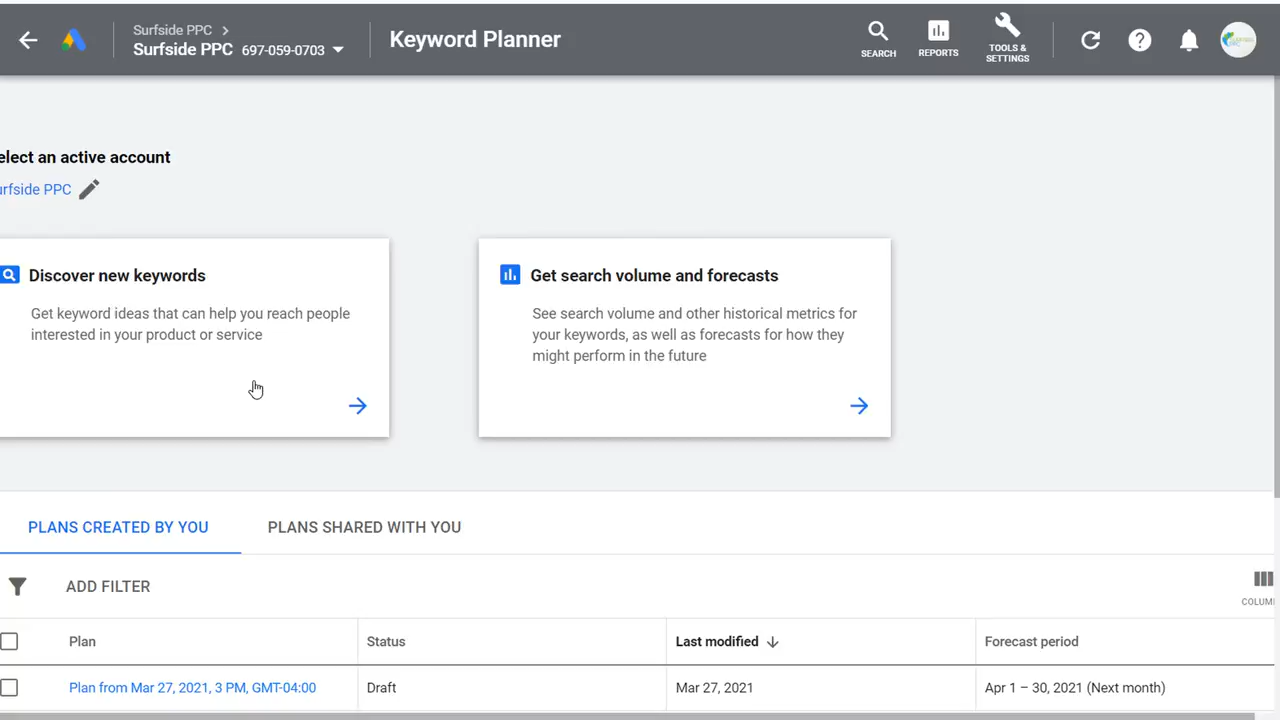 Surfside PPC
Surfside PPC 697-059-0703
Keyword Planner
SEARCH
REPORTS
TOOLS &
SETTINGS
elect an active account
urfside PPC
Discover new keywords
Get keyword ideas that can help you reach people
interested in your product or service
Get search volume and forecasts
See search volume and other historical metrics for
your keywords, as well as forecasts for how they
might perform in the future
PLANS CREATED BY YOU
PLANS SHARED WITH YOU
ADD FILTER
COLUM
Plan
Status
Last modified
Forecast period
Plan from Mar 27, 2021, 3 PM, GMT-04:00
Draft
Mar 27, 2021
Apr 1 – 30, 2021 (Next month)